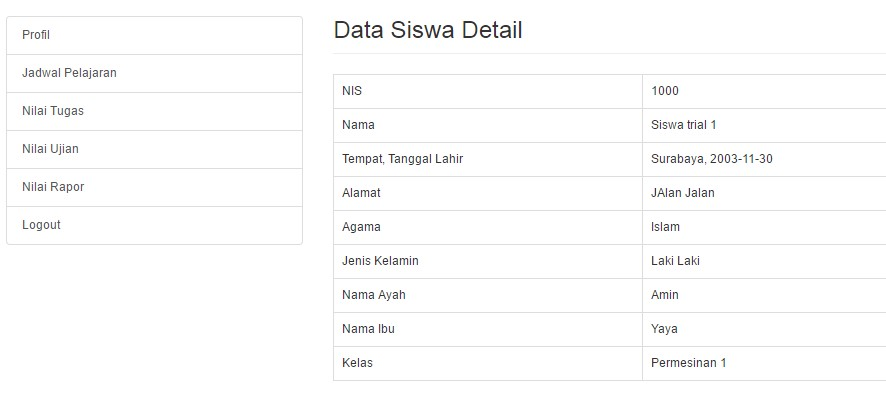 Profil
Jadwal Pelajaran
Nilai Tugas
Nilai Ujian
Nilai Rapor
Logout
Data Siswa Detail
NIS 1000
Nama Siswa trial 1
Tempat, Tanggal Lahir Surabaya, 2003-11-30
Alamat JAlan Jalan
Agama Islam
Jenis Kelamin Laki Laki
Nama Ayah Amin
Nama Ibu Yaya
Kelas Permesinan 1